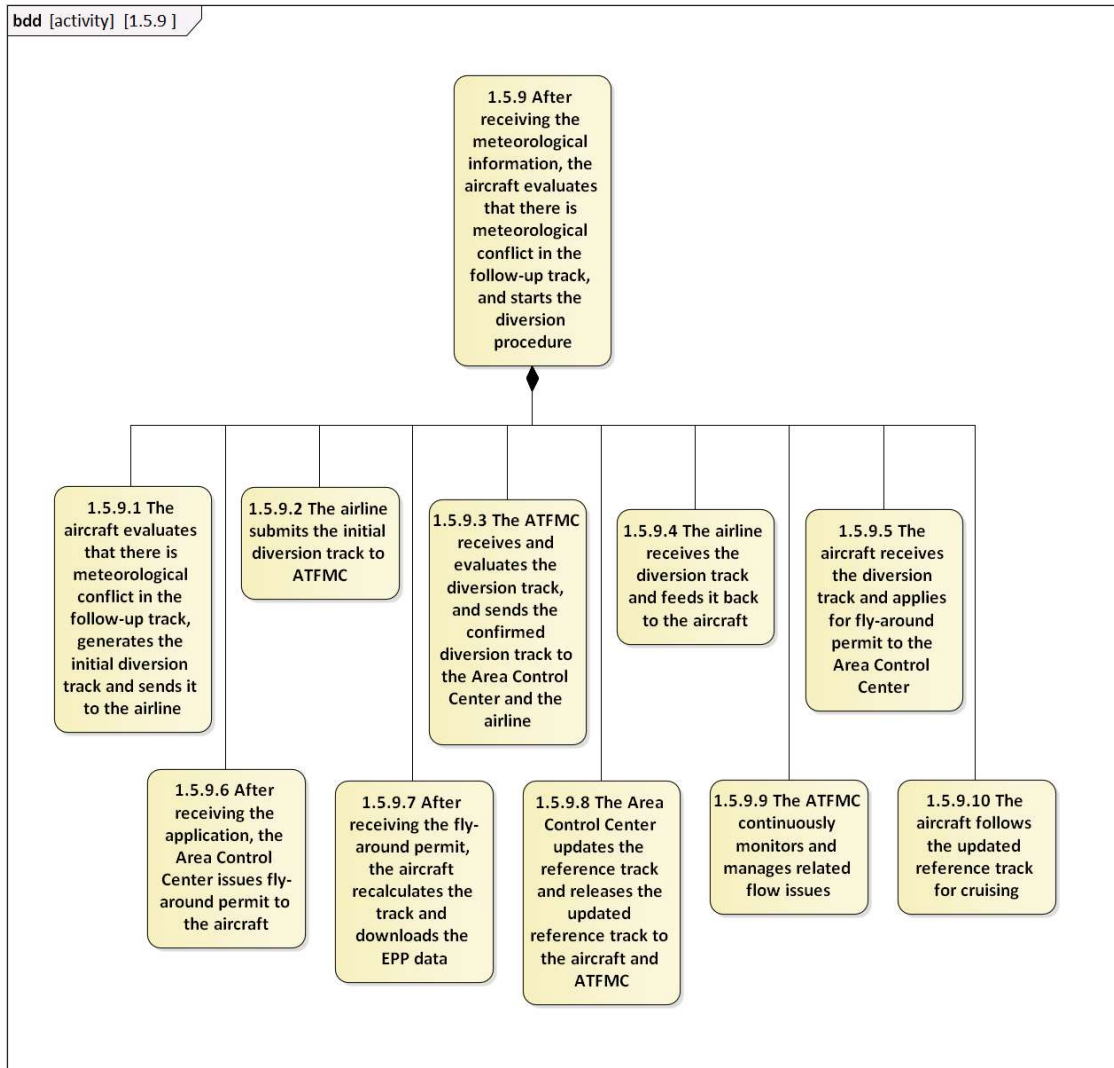 bdd [activity] [1.5.9 ]
1.5.9 After
receiving the
meteorological
information, the
aircraft evaluates
that there is
meteorological
conflict in the
follow-up track,
and starts the
diversion
procedure
1.5.9.1 The
aircraft evaluates
that there is
meteorological
conflict in the
follow-up track,
generates the
initial diversion
track and sends it
to the airline
1.5.9.2 The airline
submits the initial
diversion track to
ATFMC
1.5.9.3 The ATFMC
receives and
evaluates the
diversion track,
and sends the
confirmed
diversion track to
the Area Control
Center and the
airline
1.5.9.4 The airline
receives the
diversion track
and feeds it back
to the aircraft
1.5.9.5 The
aircraft receives
the diversion
track and applies
for fly-around
permit to the
Area Control
Center
1.5.9.6 After
receiving the
application, the
Area Control
Center issues fly-
around permit to
the aircraft
1.5.9.7 After
receiving the fly-
around permit,
the aircraft
recalculates the
track and
downloads the
EPP data
1.5.9.8 The Area
Control Center
updates the
reference track
and releases the
updated
reference track to
the aircraft and
ATFMC
1.5.9.9 The ATFMC
continuously
monitors and
manages related
flow issues
1.5.9.10 The
aircraft follows
the updated
reference track
for cruising